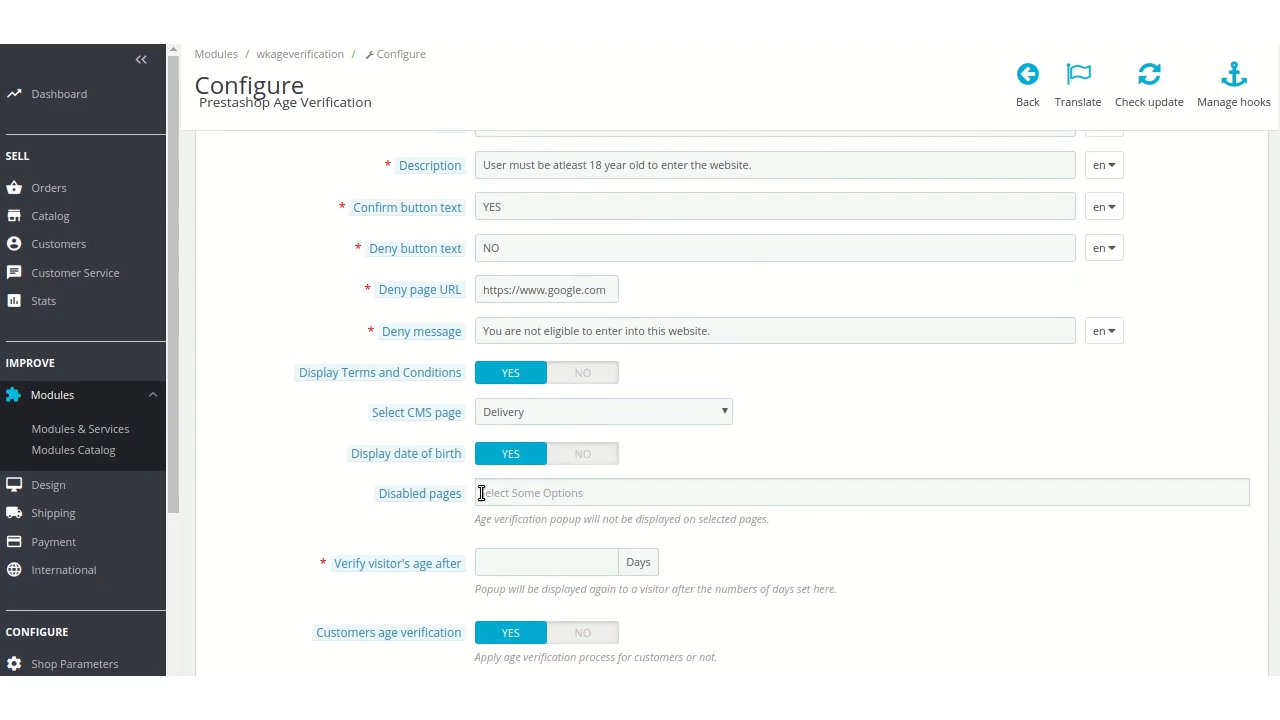 Modules / wkageverification / Configure
Configure
Prestashop Age Verification
Back
Translate
Check update
Manage hooks
Dashboard
SELL
Orders
Catalog
Customers
Customer Service
Stats
IMPROVE
Modules
Modules & Services
Modules Catalog
Design
Shipping
Payment
International
CONFIGURE
Shop Parameters
* Description User must be atleast 18 year old to enter the website. en
* Confirm button text YES en
* Deny button text NO en
* Deny page URL https://www.google.com
* Deny message You are not eligible to enter into this website. en
Display Terms and Conditions YES NO
Select CMS page Delivery
Display date of birth YES NO
Disabled pages Select Some Options
Age verification popup will not be displayed on selected pages.
* Verify visitor's age after Days
Popup will be displayed again to a visitor after the numbers of days set here.
Customers age verification YES NO
Apply age verification process for customers or not.